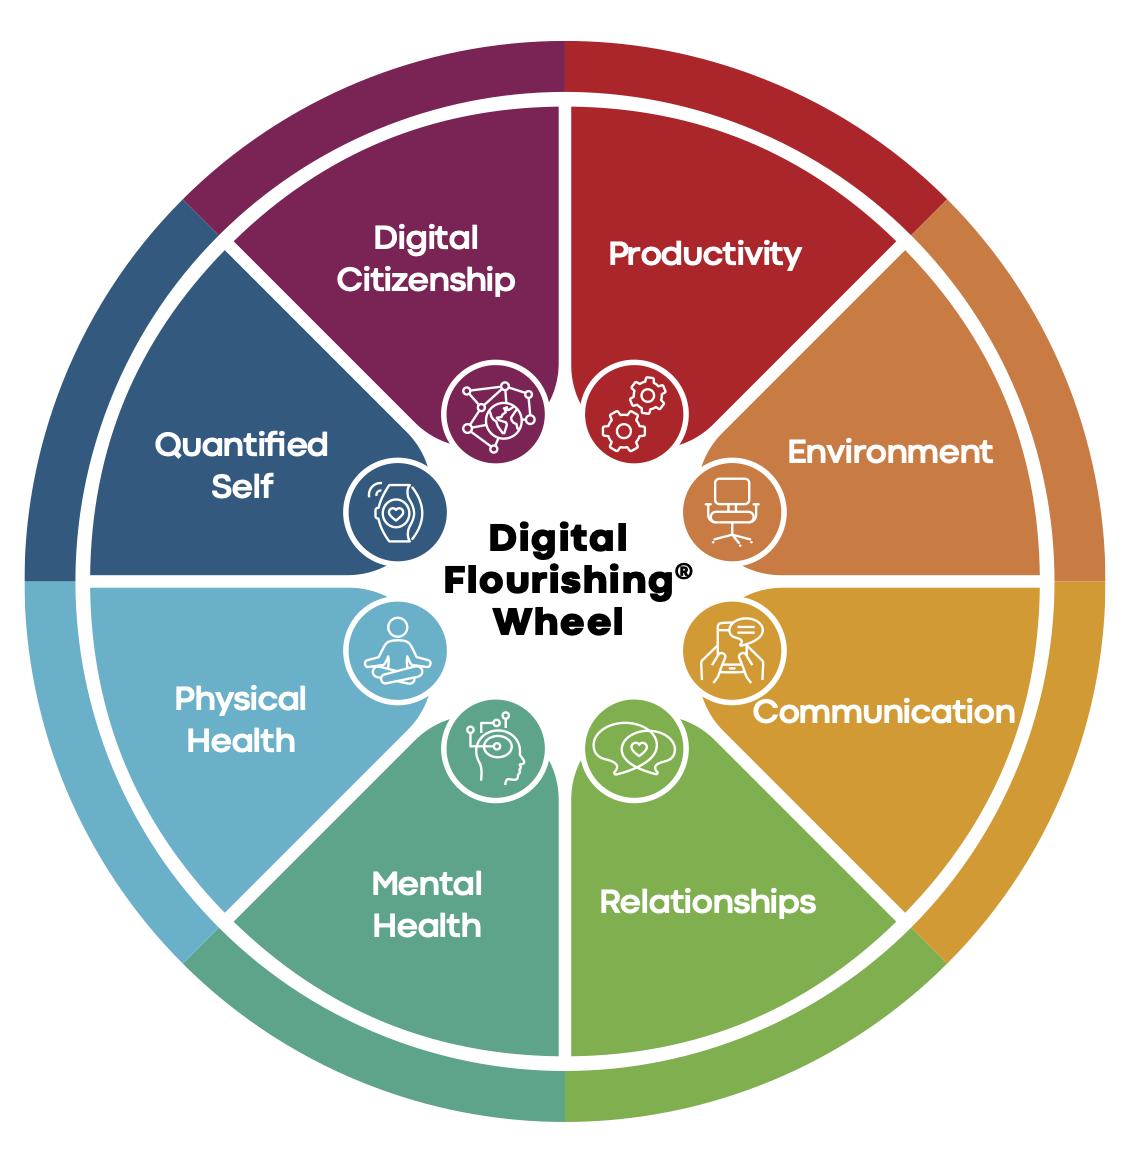 Digital
Citizenship
Productivity
Quantified
Self
Environment
Digital
Flourishing®
Wheel
Physical
Health
Communication
Mental
Health
Relationships